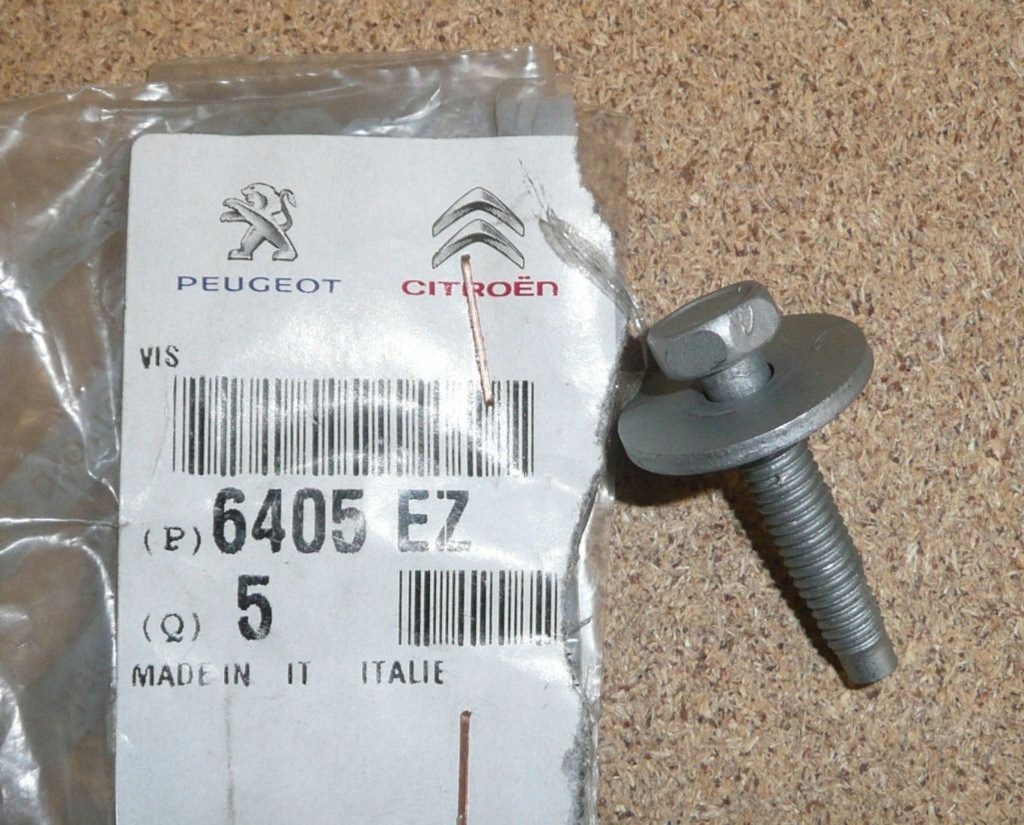 PEUGEOT CITROËN
VIS
(P) 6405 EZ
(Q) 5
MADE IN IT ITALIE